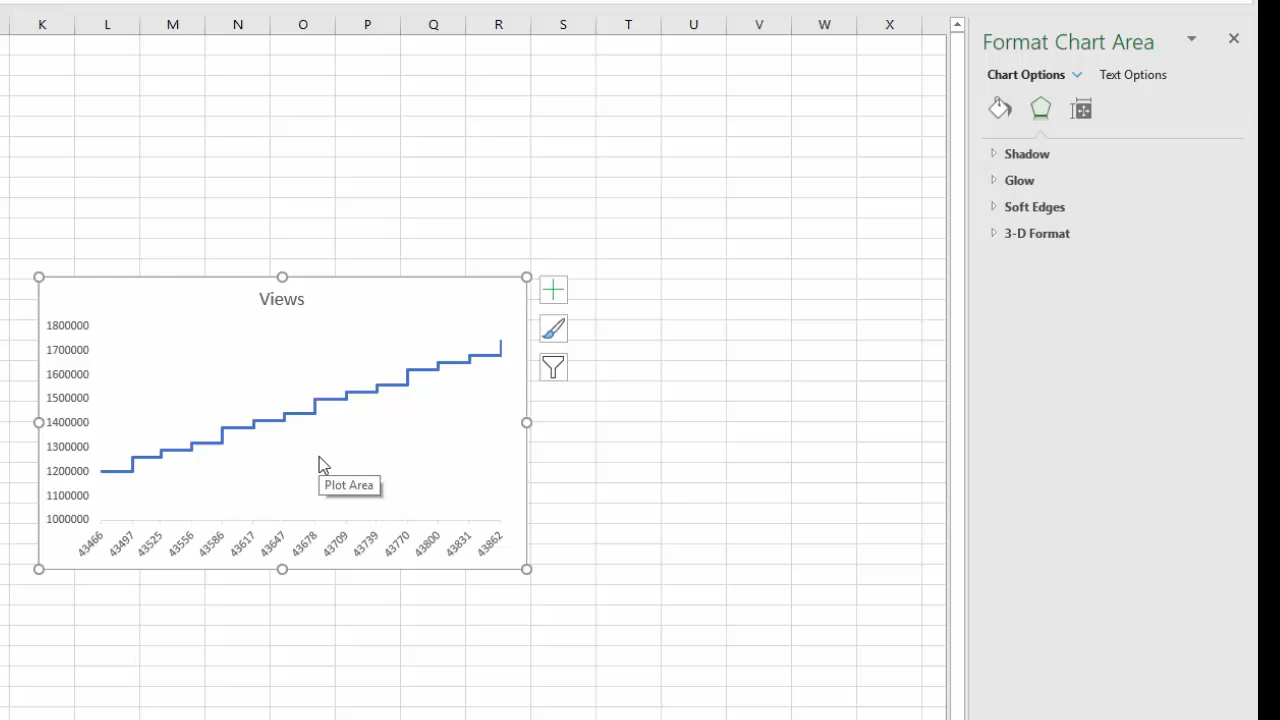 K L M N O P Q R S T U V W X
Format Chart Area
Chart Options Text Options
Shadow
Glow
Soft Edges
3-D Format
Views
1800000
1700000
1600000
1500000
1400000
1300000
1200000
1100000
1000000
Plot Area
43466 43497 43525 43556 43586 43617 43647 43678 43709 43739 43770 43800 43831 43862